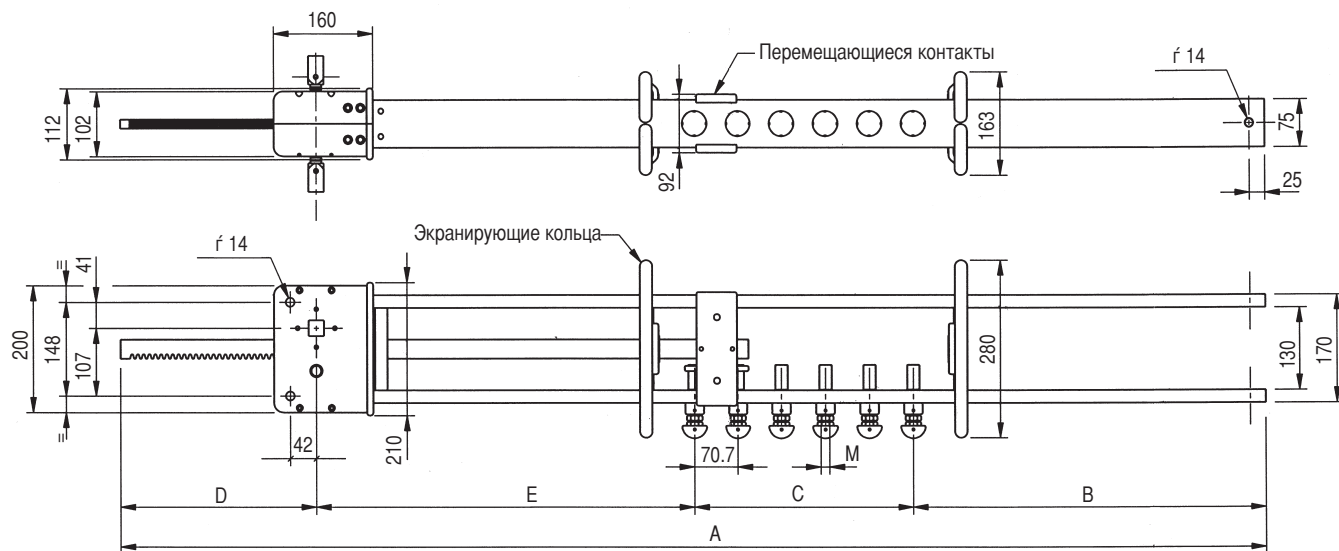 160
Перемещающиеся контакты
ѓ 14
112
102
92
163
75
25
Экранирующие кольца
ѓ 14
=
41
200
148
107
=
42
210
280
130
170
70.7
M
D
E
C
B
A